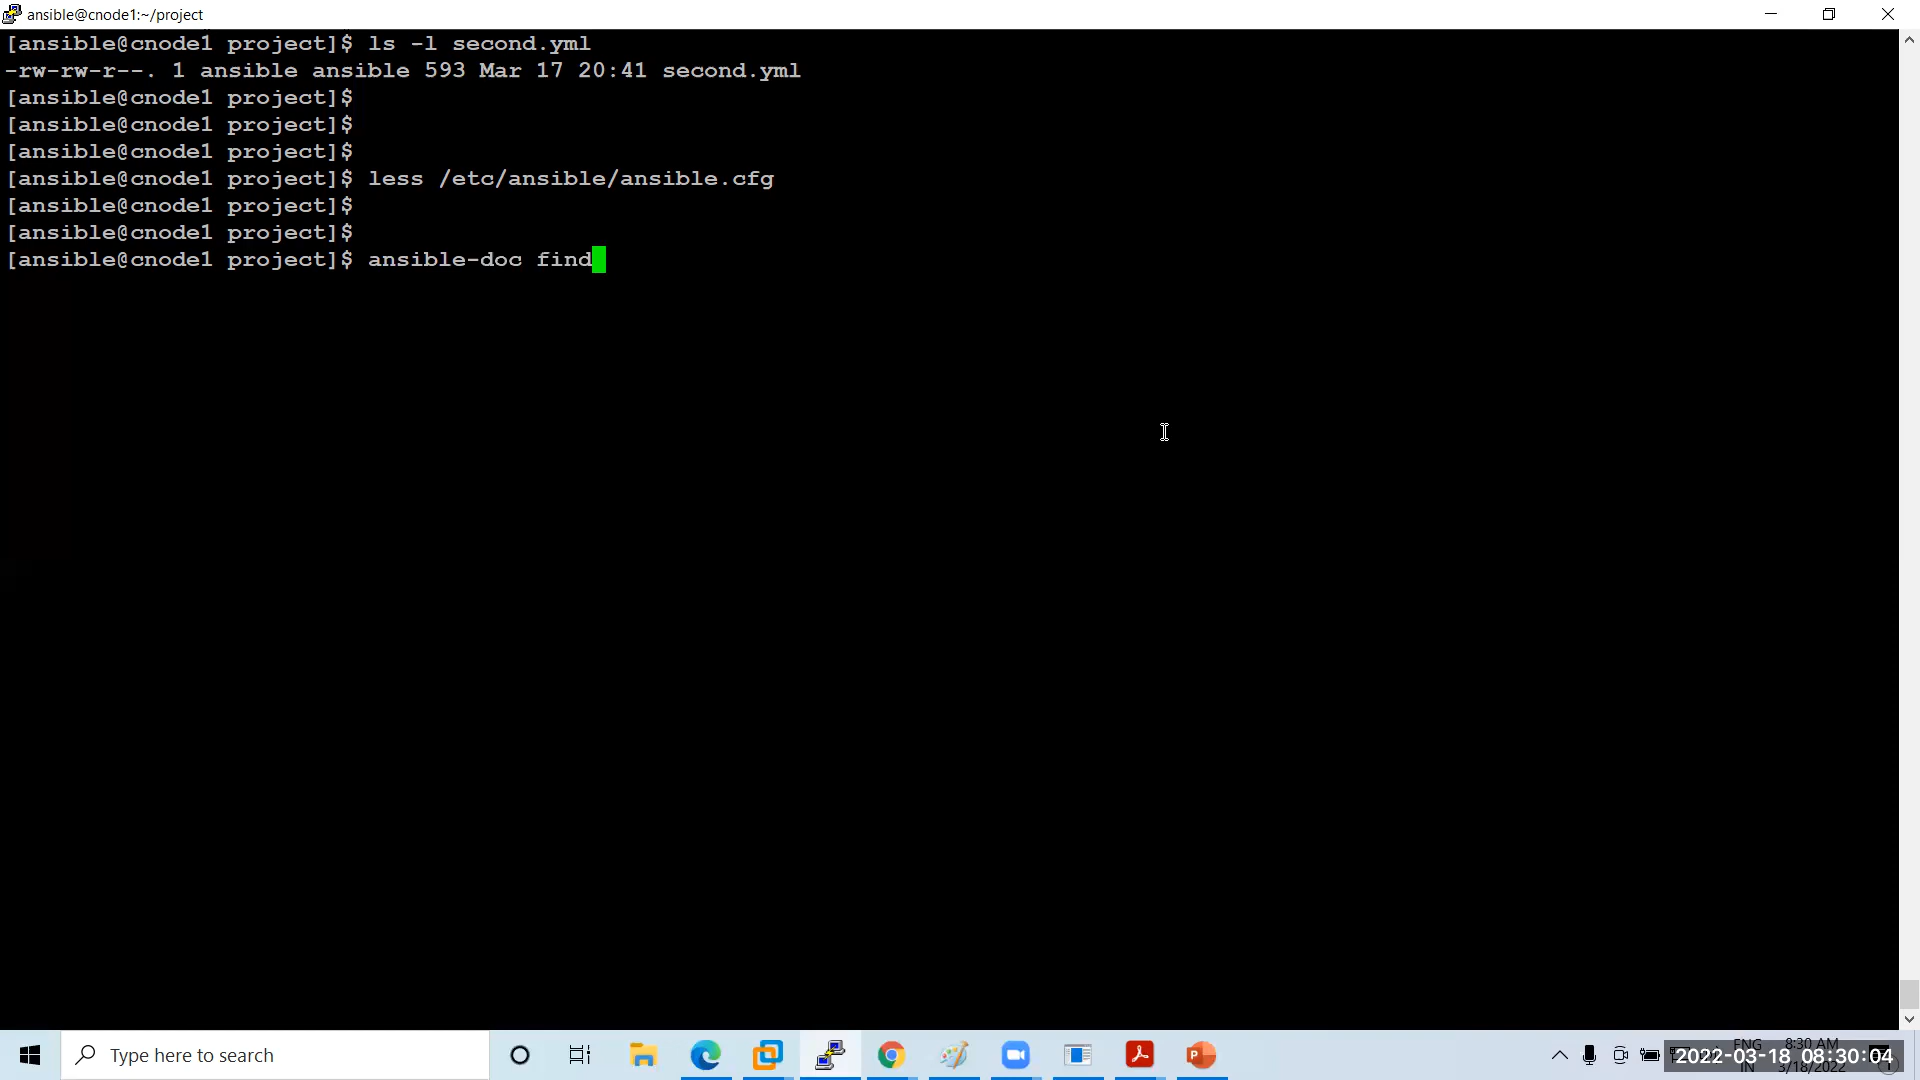 ansible@cnode1:~/project
[ansible@cnode1 project]$ ls -l second.yml
-rw-rw-r--. 1 ansible ansible 593 Mar 17 20:41 second.yml
[ansible@cnode1 project]$
[ansible@cnode1 project]$
[ansible@cnode1 project]$
[ansible@cnode1 project]$ less /etc/ansible/ansible.cfg
[ansible@cnode1 project]$
[ansible@cnode1 project]$
[ansible@cnode1 project]$ ansible-doc find
Type here to search
ENG 8:30 AM
2022-03-18 08:30:04
IN 3/18/2022